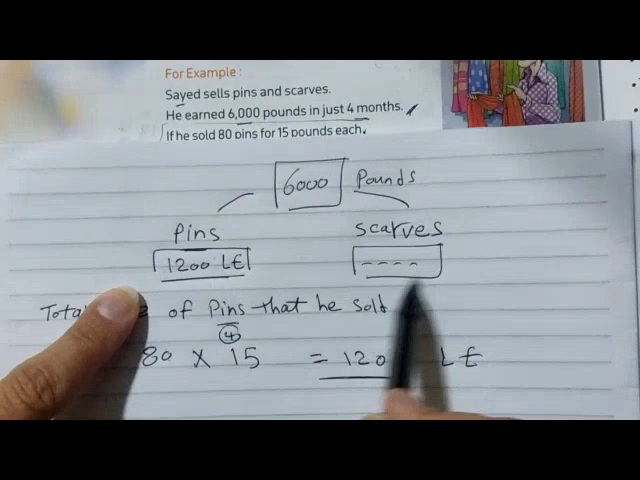 For Example :
Sayed sells pins and scarves.
He earned 6,000 pounds in just 4 months.
If he sold 80 pins for 15 pounds each.
6000 Pounds
Pins scarves
1200 LE ----
of Pins that he sold
4
80 X 15 = 120 LE